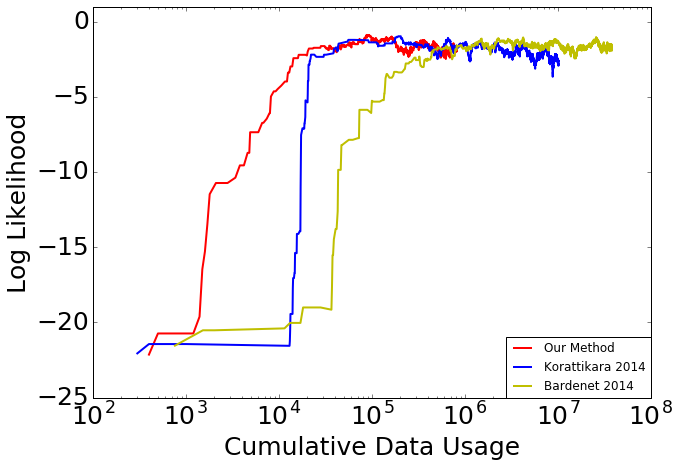 0
−5
−10
−15
−20
−25
Log Likelihood
10^2 10^3 10^4 10^5 10^6 10^7 10^8
Cumulative Data Usage
Our Method
Korattikara 2014
Bardenet 2014